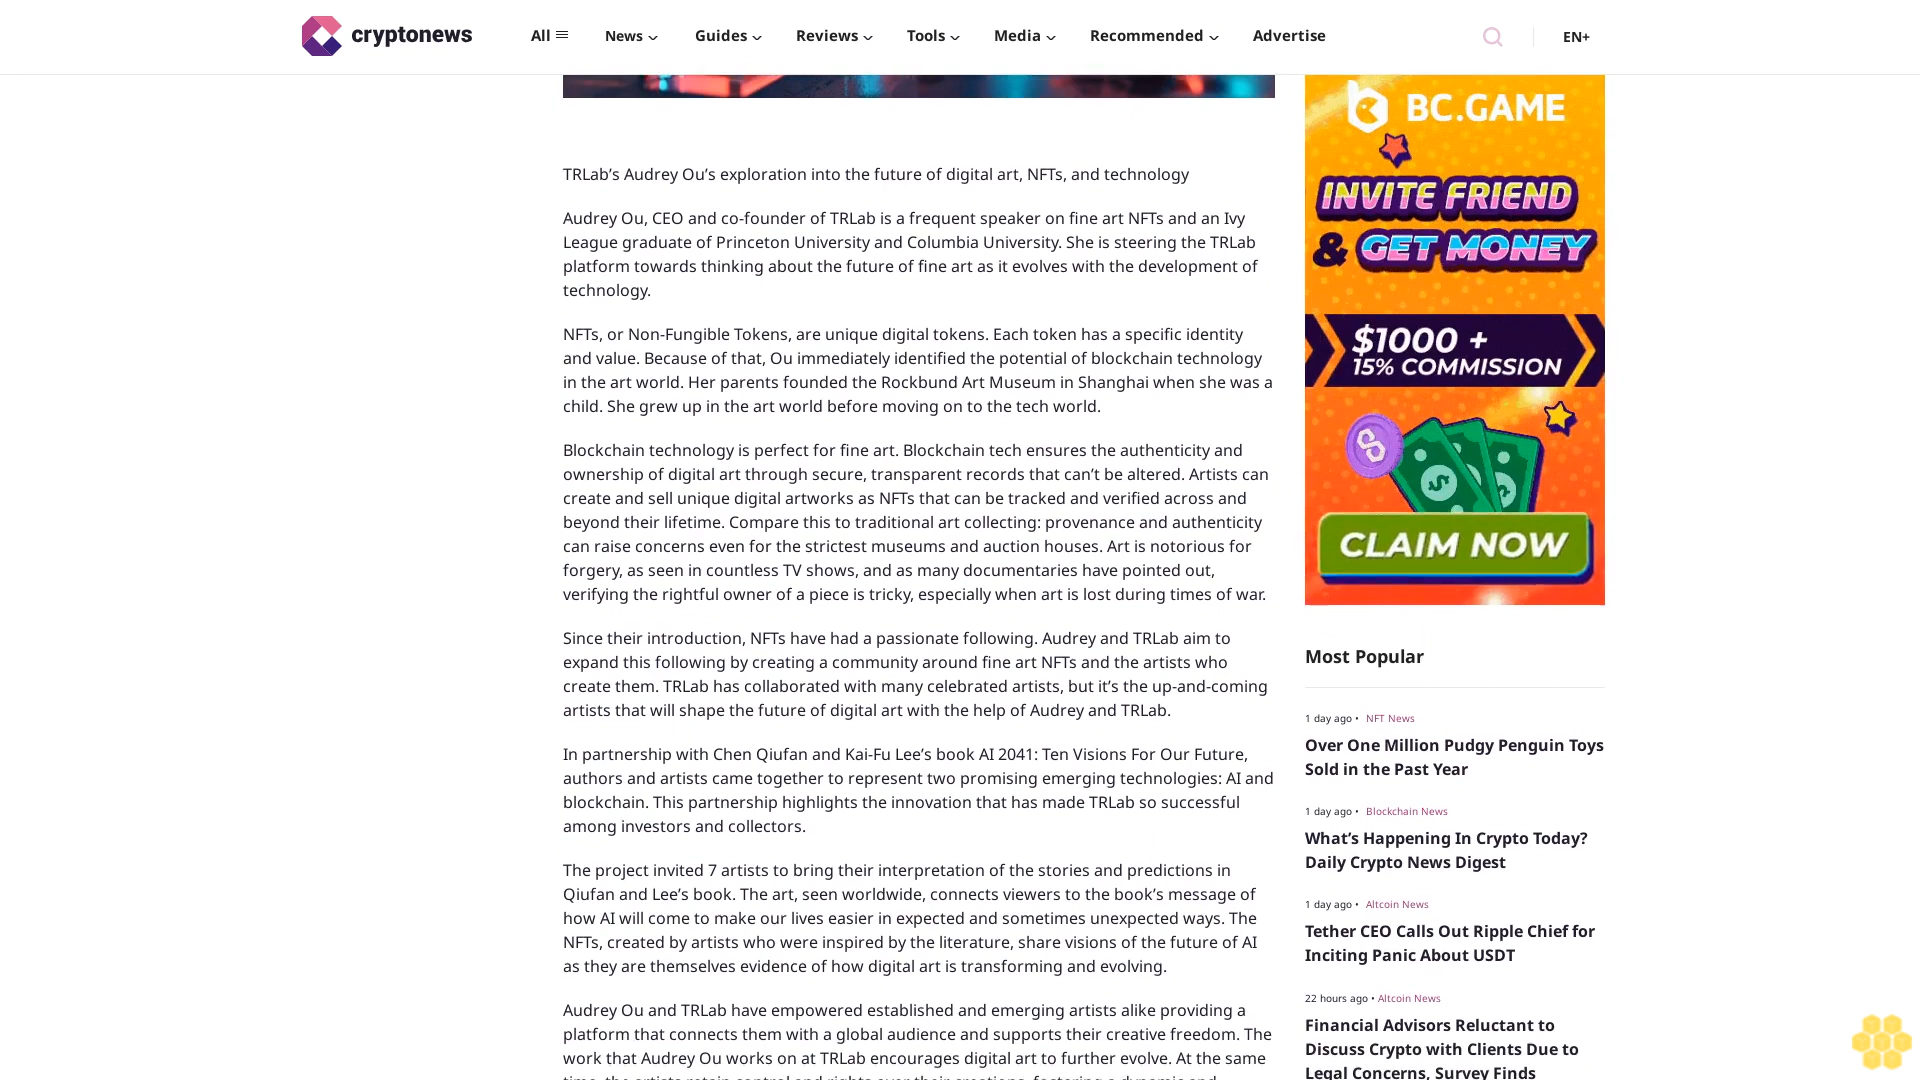 cryptonews
All
News
Guides
Reviews
Tools
Media
Recommended
Advertise
EN+
TRLab’s Audrey Ou’s exploration into the future of digital art, NFTs, and technology
Audrey Ou, CEO and co-founder of TRLab is a frequent speaker on fine art NFTs and an Ivy
League graduate of Princeton University and Columbia University. She is steering the TRLab
platform towards thinking about the future of fine art as it evolves with the development of
technology.
NFTs, or Non-Fungible Tokens, are unique digital tokens. Each token has a specific identity
and value. Because of that, Ou immediately identified the potential of blockchain technology
in the art world. Her parents founded the Rockbund Art Museum in Shanghai when she was a
child. She grew up in the art world before moving on to the tech world.
Blockchain technology is perfect for fine art. Blockchain tech ensures the authenticity and
ownership of digital art through secure, transparent records that can’t be altered. Artists can
create and sell unique digital artworks as NFTs that can be tracked and verified across and
beyond their lifetime. Compare this to traditional art collecting: provenance and authenticity
can raise concerns even for the strictest museums and auction houses. Art is notorious for
forgery, as seen in countless TV shows, and as many documentaries have pointed out,
verifying the rightful owner of a piece is tricky, especially when art is lost during times of war.
Since their introduction, NFTs have had a passionate following. Audrey and TRLab aim to
expand this following by creating a community around fine art NFTs and the artists who
create them. TRLab has collaborated with many celebrated artists, but it’s the up-and-coming
artists that will shape the future of digital art with the help of Audrey and TRLab.
In partnership with Chen Qiufan and Kai-Fu Lee’s book AI 2041: Ten Visions For Our Future,
authors and artists came together to represent two promising emerging technologies: AI and
blockchain. This partnership highlights the innovation that has made TRLab so successful
among investors and collectors.
The project invited 7 artists to bring their interpretation of the stories and predictions in
Qiufan and Lee’s book. The art, seen worldwide, connects viewers to the book’s message of
how AI will come to make our lives easier in expected and sometimes unexpected ways. The
NFTs, created by artists who were inspired by the literature, share visions of the future of AI
as they are themselves evidence of how digital art is transforming and evolving.
Audrey Ou and TRLab have empowered established and emerging artists alike providing a
platform that connects them with a global audience and supports their creative freedom. The
work that Audrey Ou works on at TRLab encourages digital art to further evolve. At the same
time, the artists retain control and rights over their creations, fostering a dynamic and
BC.GAME
INVITE FRIEND
& GET MONEY
$1000 +
15% COMMISSION
CLAIM NOW
Most Popular
1 day ago • NFT News
Over One Million Pudgy Penguin Toys
Sold in the Past Year
1 day ago • Blockchain News
What’s Happening In Crypto Today?
Daily Crypto News Digest
1 day ago • Altcoin News
Tether CEO Calls Out Ripple Chief for
Inciting Panic About USDT
22 hours ago • Altcoin News
Financial Advisors Reluctant to
Discuss Crypto with Clients Due to
Legal Concerns, Survey Finds